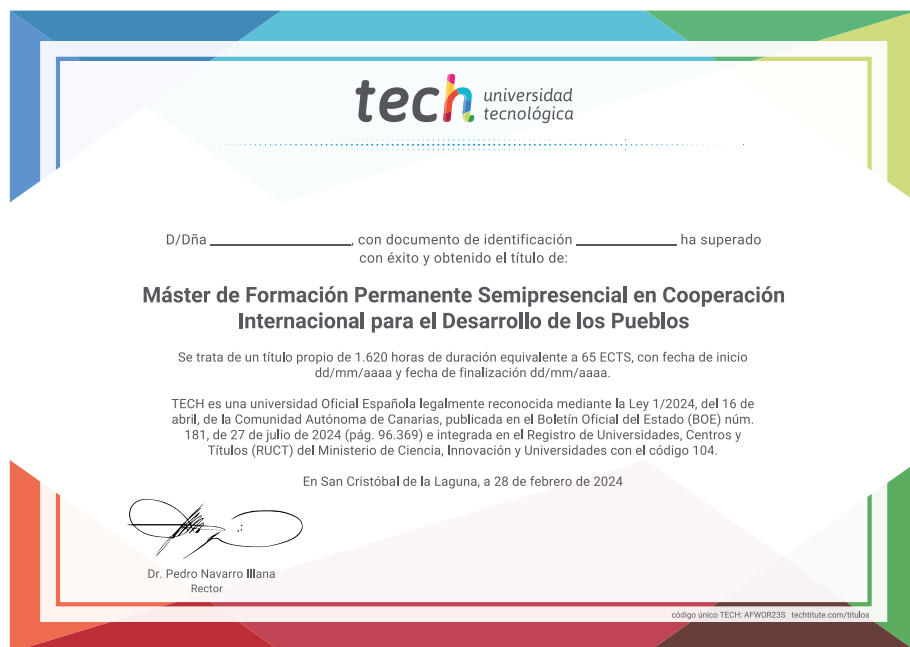 tech universidad
tecnológica
D/Dña ______________, con documento de identificación __________ ha superado
con éxito y obtenido el título de:
Máster de Formación Permanente Semipresencial en Cooperación
Internacional para el Desarrollo de los Pueblos
Se trata de un título propio de 1.620 horas de duración equivalente a 65 ECTS, con fecha de inicio
dd/mm/aaaa y fecha de finalización dd/mm/aaaa.
TECH es una universidad Oficial Española legalmente reconocida mediante la Ley 1/2024, del 16 de
abril, de la Comunidad Autónoma de Canarias, publicada en el Boletín Oficial del Estado (BOE) núm.
181, de 27 de julio de 2024 (pág. 96.369) e integrada en el Registro de Universidades, Centros y
Títulos (RUCT) del Ministerio de Ciencia, Innovación y Universidades con el código 104.
En San Cristóbal de la Laguna, a 28 de febrero de 2024
Dr. Pedro Navarro Illana
Rector
código único TECH: AFWOR23S techtitute.com/titulos